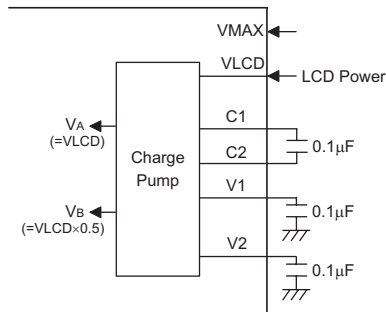 VMAX
VLCD
LCD Power
VA
(=VLCD)
C1
0.1µF
C2
Charge
Pump
V1
0.1µF
VB
(=VLCD×0.5)
V2
0.1µF